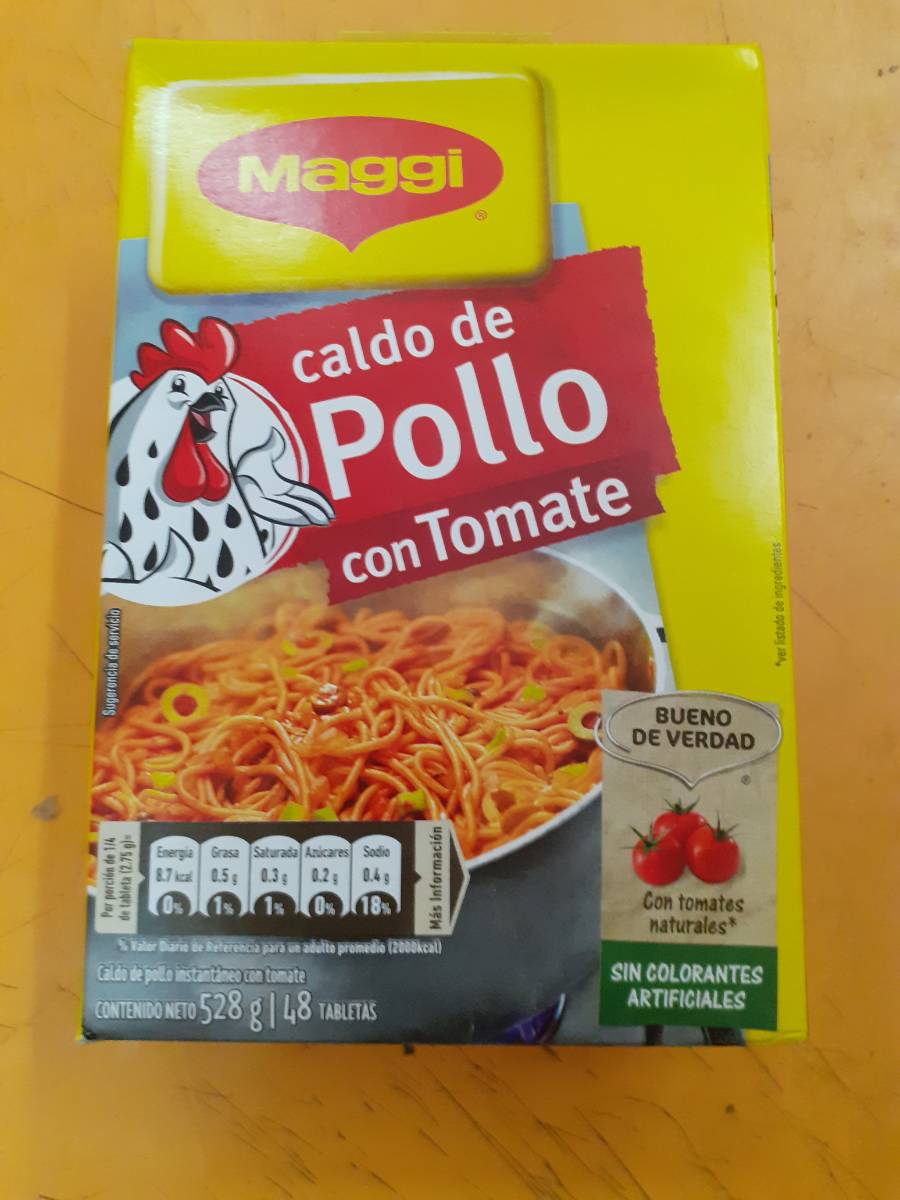 Maggi
®
caldo de
Pollo
con Tomate
Sugerencia de servicio
*ver listado de ingredientes
BUENO
DE VERDAD
®
Con tomates
naturales*
SIN COLORANTES
ARTIFICIALES
Por porción de 1/4
de tableta (2.75 g)=
Energía Grasa Saturada Azúcares Sodio
8.7 kcal 0.5 g 0.3 g 0.2 g 0.4 g
0% 1% 1% 0% 18%
Más Información
% Valor Diario de Referencia para un adulto promedio (2000kcal)
Caldo de pollo instantáneo con tomate
CONTENIDO NETO 528 g | 48 TABLETAS